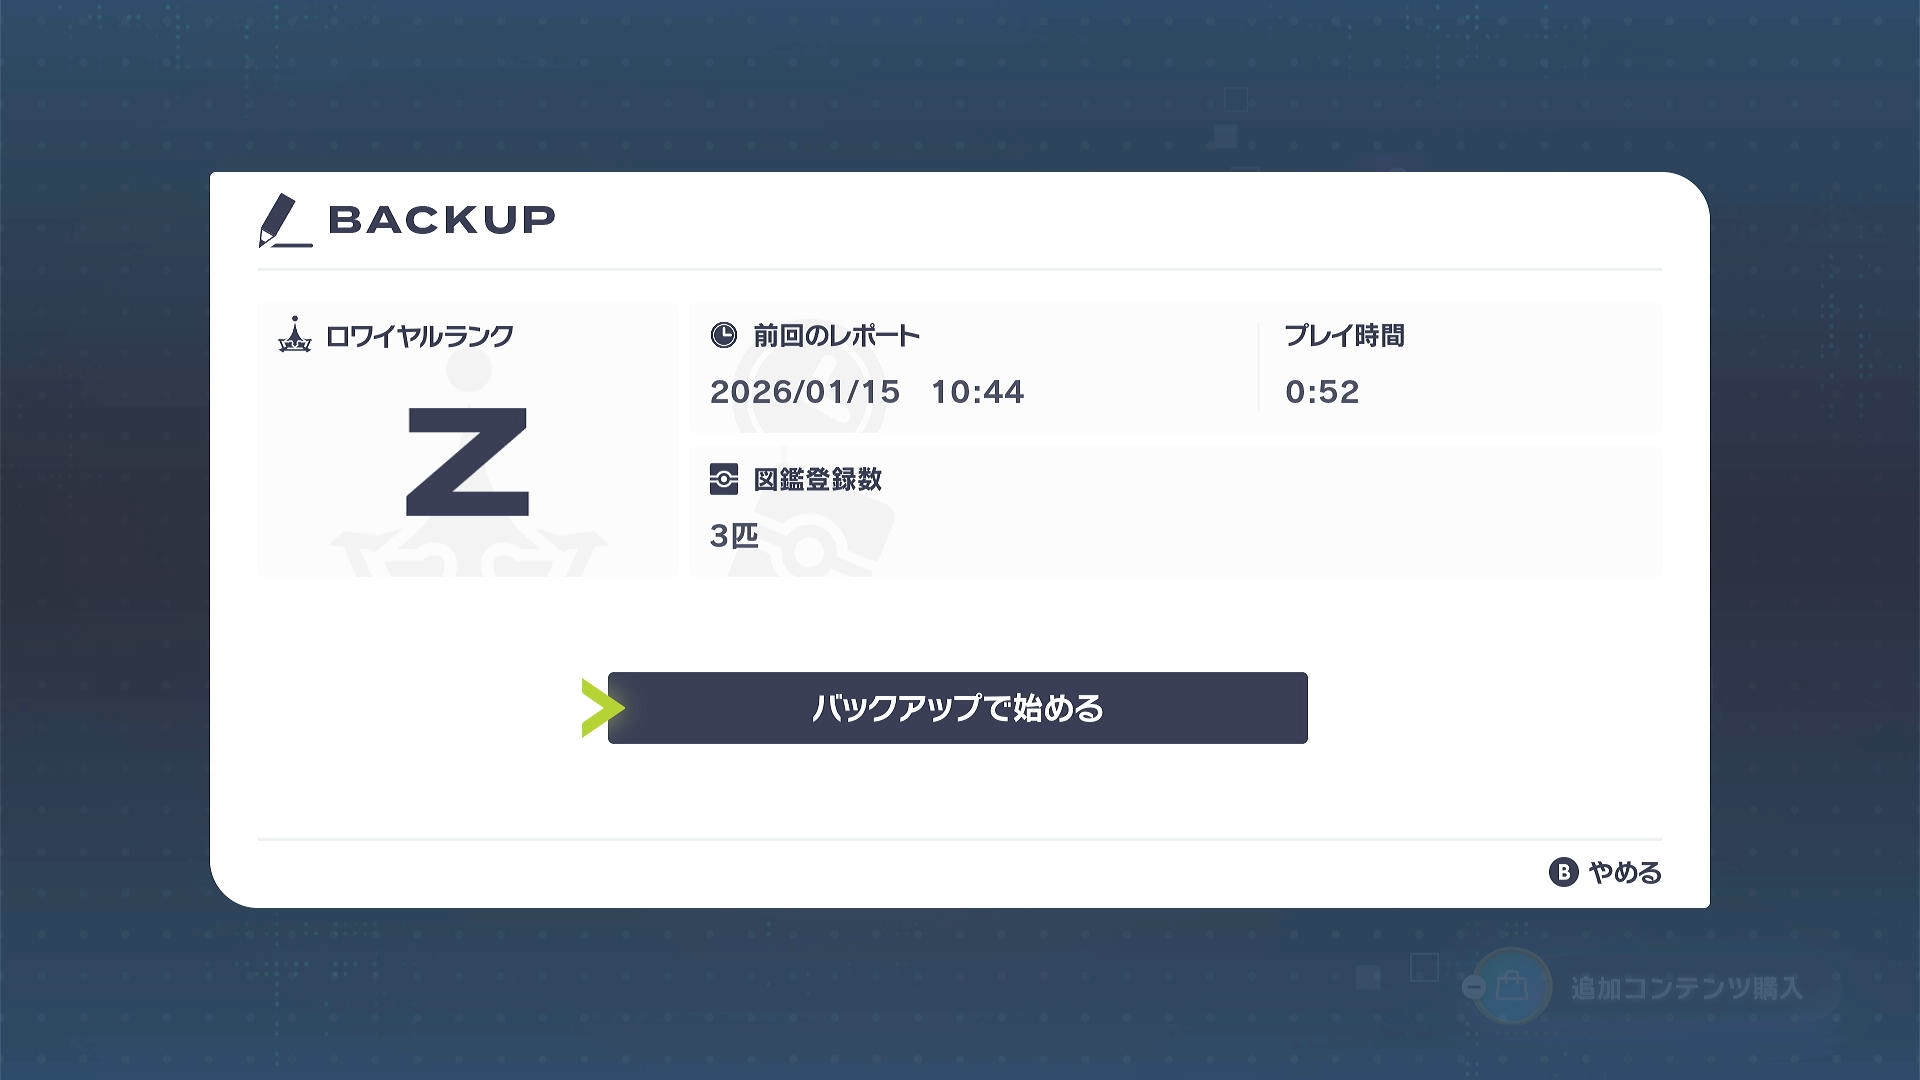 BACKUP
ロワイヤルランク
Z
前回のレポート
2026/01/15 10:44
プレイ時間
0:52
図鑑登録数
3匹
バックアップで始める
B やめる
追加コンテンツ購入